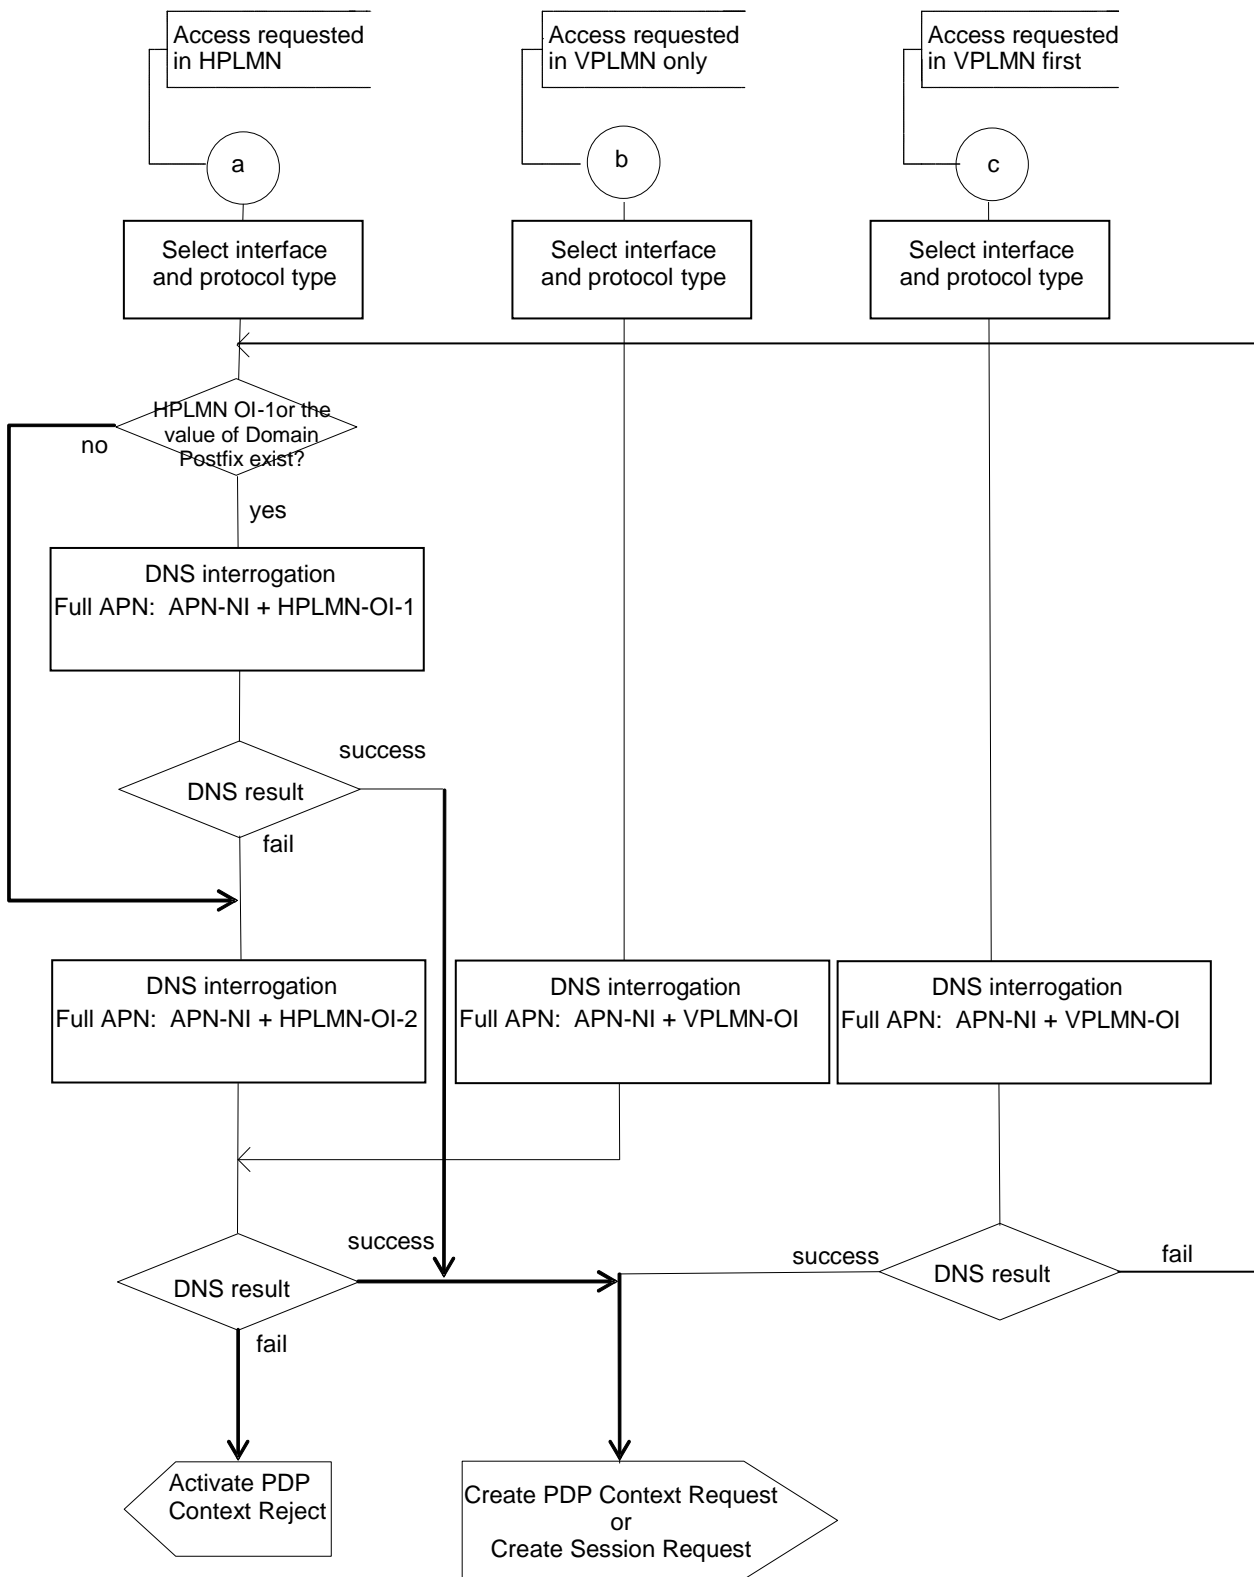 Access requested
in HPLMN
Access requested
in VPLMN only
Access requested
in VPLMN first
a
b
c
Select interface
and protocol type
Select interface
and protocol type
Select interface
and protocol type
HPLMN OI-1or the
value of Domain
Postfix exist?
no
yes
DNS interrogation
Full APN: APN-NI + HPLMN-OI-1
success
DNS result
fail
DNS interrogation
Full APN: APN-NI + HPLMN-OI-2
DNS interrogation
Full APN: APN-NI + VPLMN-OI
DNS interrogation
Full APN: APN-NI + VPLMN-OI
success
DNS result
fail
success
DNS result
fail
Activate PDP
Context Reject
Create PDP Context Request
or
Create Session Request